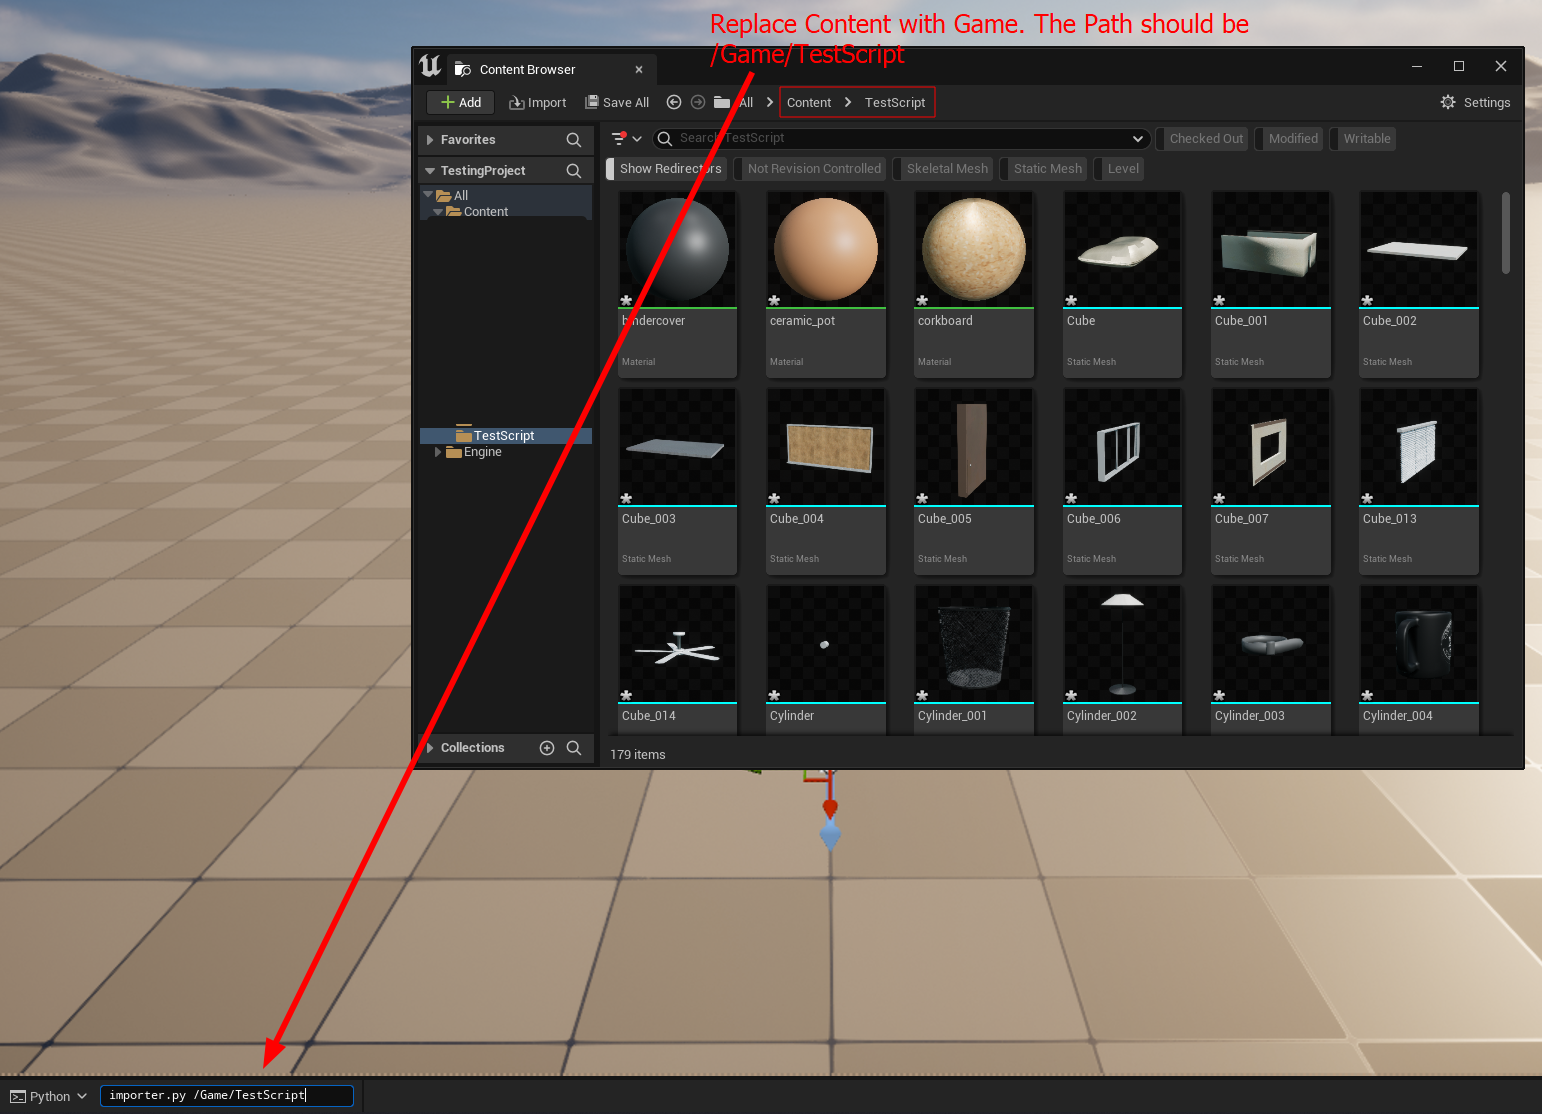 Replace Content with Game. The Path should be
/Game/TestScript
Content Browser
Add
Import
Save All
All
Content
TestScript
Settings
Favorites
Search TestScript
Checked Out
Modified
Writable
TestingProject
Show Redirectors
Not Revision Controlled
Skeletal Mesh
Static Mesh
Level
All
Content
TestScript
Engine
bindercover
Material
ceramic_pot
Material
corkboard
Material
Cube
Static Mesh
Cube_001
Static Mesh
Cube_002
Static Mesh
Cube_003
Static Mesh
Cube_004
Static Mesh
Cube_005
Static Mesh
Cube_006
Static Mesh
Cube_007
Static Mesh
Cube_013
Static Mesh
Cube_014
Cylinder
Cylinder_001
Cylinder_002
Cylinder_003
Cylinder_004
Collections
179 items
Python
importer.py /Game/TestScript